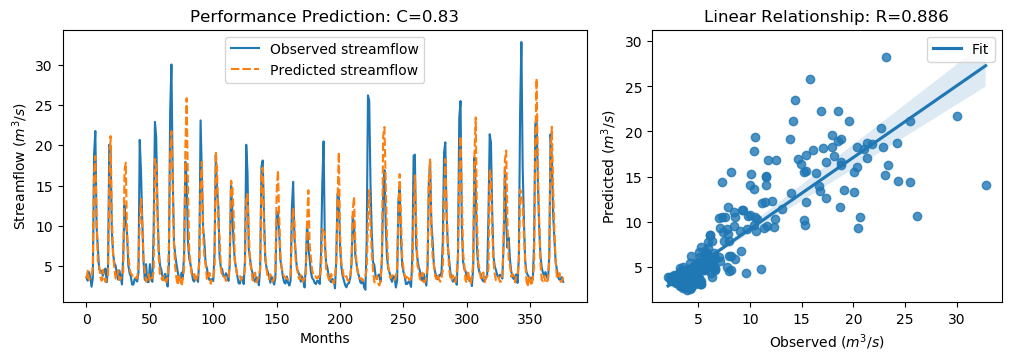 Performance Prediction: C=0.83
Observed streamflow
Predicted streamflow
Streamflow (m³/s)
30
25
20
15
10
5
0
50
100
150
200
250
300
350
Months
Linear Relationship: R=0.886
Fit
Predicted (m³/s)
30
25
20
15
10
5
5
10
15
20
25
30
Observed (m³/s)